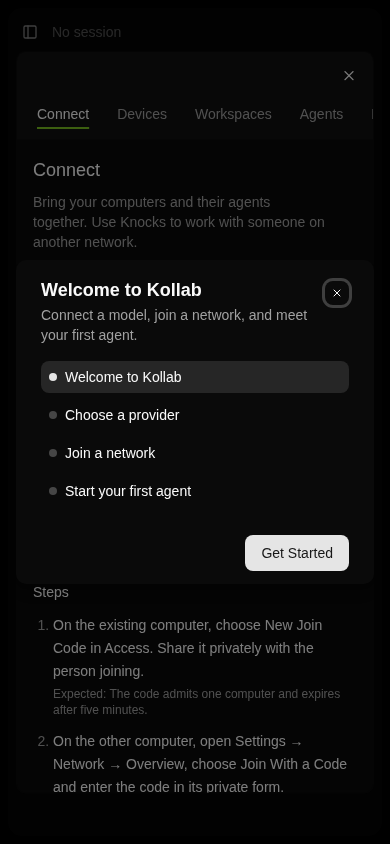 No session
Connect Devices Workspaces Agents
Connect
Bring your computers and their agents
together. Use Knocks to work with someone on
another network.
Welcome to Kollab
Connect a model, join a network, and meet
your first agent.
Welcome to Kollab
Choose a provider
Join a network
Start your first agent
Get Started
Steps
1. On the existing computer, choose New Join
Code in Access. Share it privately with the
person joining.
Expected: The code admits one computer and expires
after five minutes.
2. On the other computer, open Settings →
Network → Overview, choose Join With a Code
and enter the code in its private form.